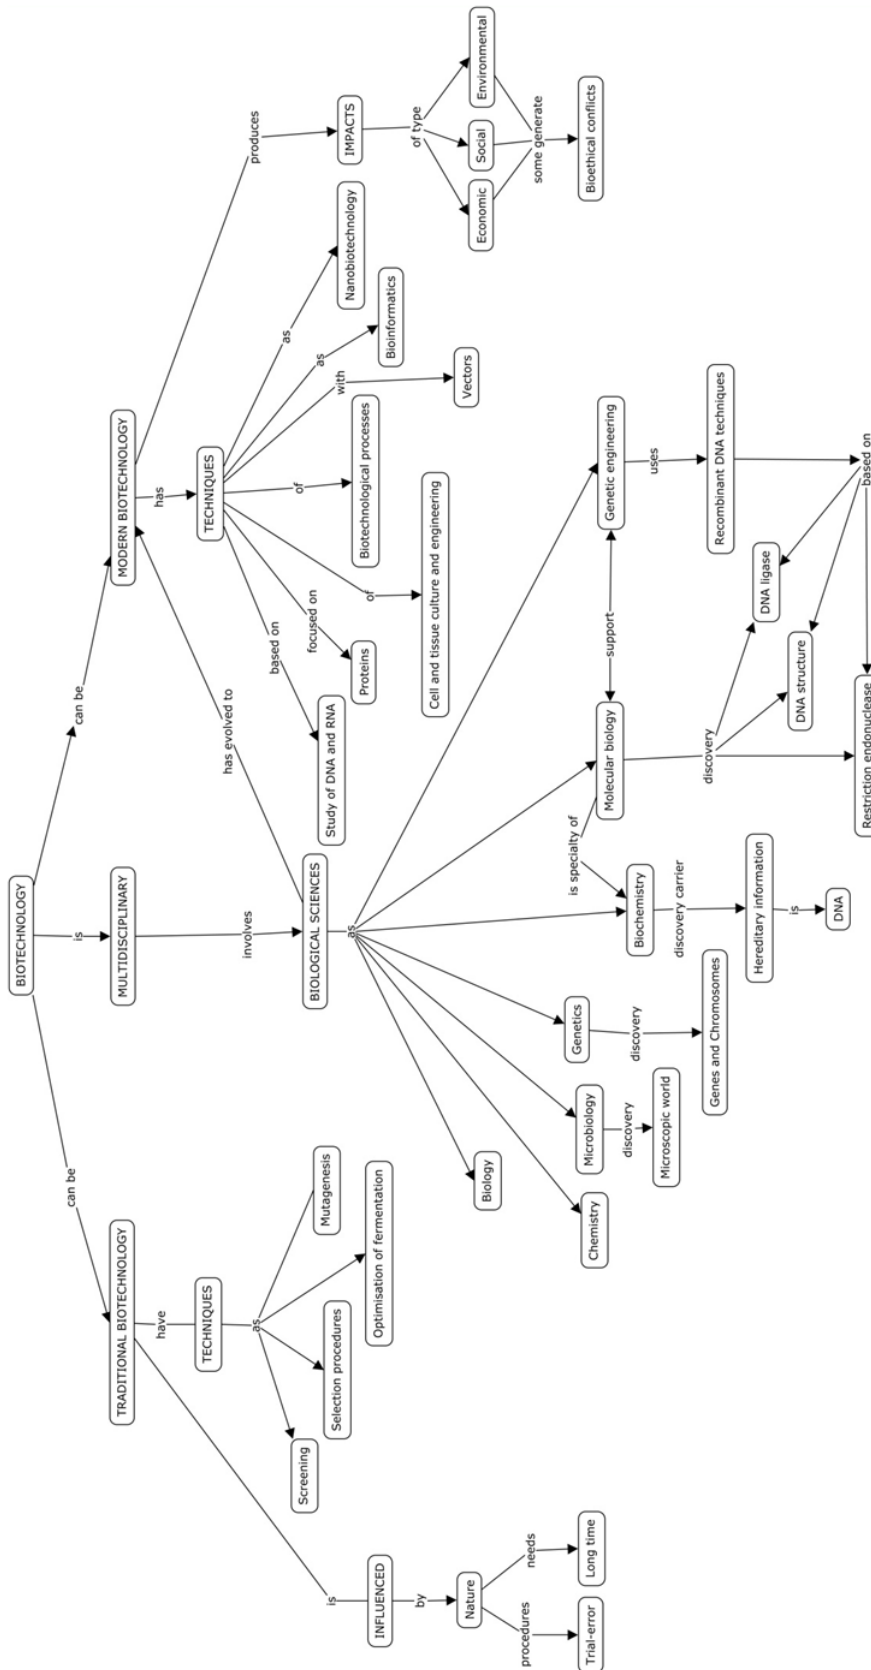 BIOTECHNOLOGY
can be
is
can be
TRADITIONAL BIOTECHNOLOGY
MULTIDISCIPLINARY
MODERN BIOTECHNOLOGY
have
involves
has
produces
TECHNIQUES
has evolved to
TECHNIQUES
as
based on
focused on
of
of
with
as
as
Screening
Selection procedures
Optimisation of fermentation
Mutagenesis
BIOLOGICAL SCIENCES
Study of DNA and RNA
Proteins
Cell and tissue culture and engineering
Biotechnological processes
Vectors
Bioinformatics
Nanobiotechnology
IMPACTS
is
INFLUENCED
as
of type
by
Nature
Biology
Economic
Social
Environmental
procedures
needs
some generate
Trial-error
Long time
Chemistry
Microbiology
Genetics
is specialty of
Biochemistry
Molecular biology
support
Genetic engineering
Bioethical conflicts
discovery
discovery
discovery carrier
uses
Microscopic world
Genes and Chromosomes
Hereditary information
discovery
Recombinant DNA techniques
is
DNA
DNA structure
DNA ligase
Restriction endonuclease
based on